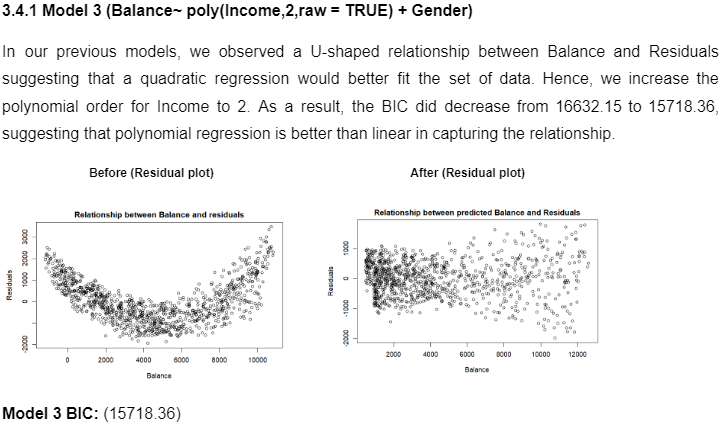 3.4.1 Model 3 (Balance~ poly(Income,2,raw = TRUE) + Gender)
In our previous models, we observed a U-shaped relationship between Balance and Residuals
suggesting that a quadratic regression would better fit the set of data. Hence, we increase the
polynomial order for Income to 2. As a result, the BIC did decrease from 16632.15 to 15718.36,
suggesting that polynomial regression is better than linear in capturing the relationship.
Before (Residual plot)
After (Residual plot)
Relationship between Balance and residuals
Residuals
3000
2000
1000
0
-2000
0 2000 4000 6000 8000 10000
Balance
Relationship between predicted Balance and Residuals
Residuals
1000
0
-1000
-2000
2000 4000 6000 8000 10000 12000
Balance
Model 3 BIC: (15718.36)